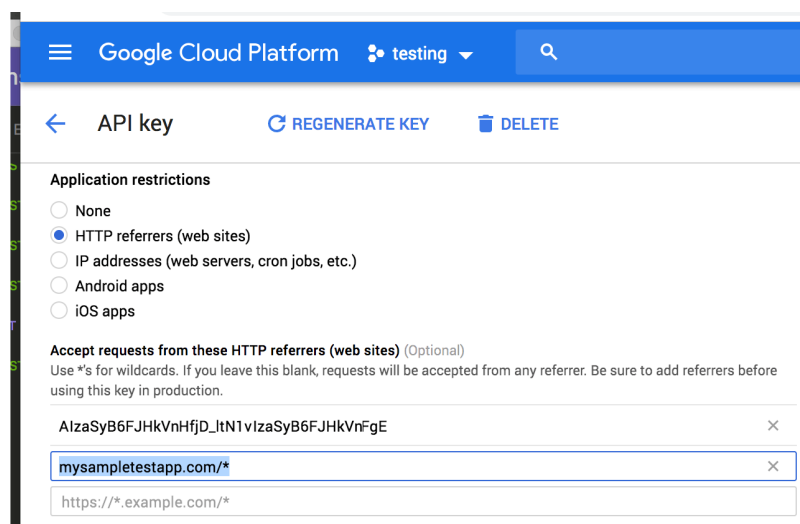 Google Cloud Platform testing
API key REGENERATE KEY DELETE
Application restrictions
None
HTTP referrers (web sites)
IP addresses (web servers, cron jobs, etc.)
Android apps
iOS apps
Accept requests from these HTTP referrers (web sites) (Optional)
Use *'s for wildcards. If you leave this blank, requests will be accepted from any referrer. Be sure to add referrers before
using this key in production.
AIzaSyB6FJHkVnHfjD_ltN1vIzaSyB6FJHkVnFgE
mysampletestapp.com/*
https://*.example.com/*